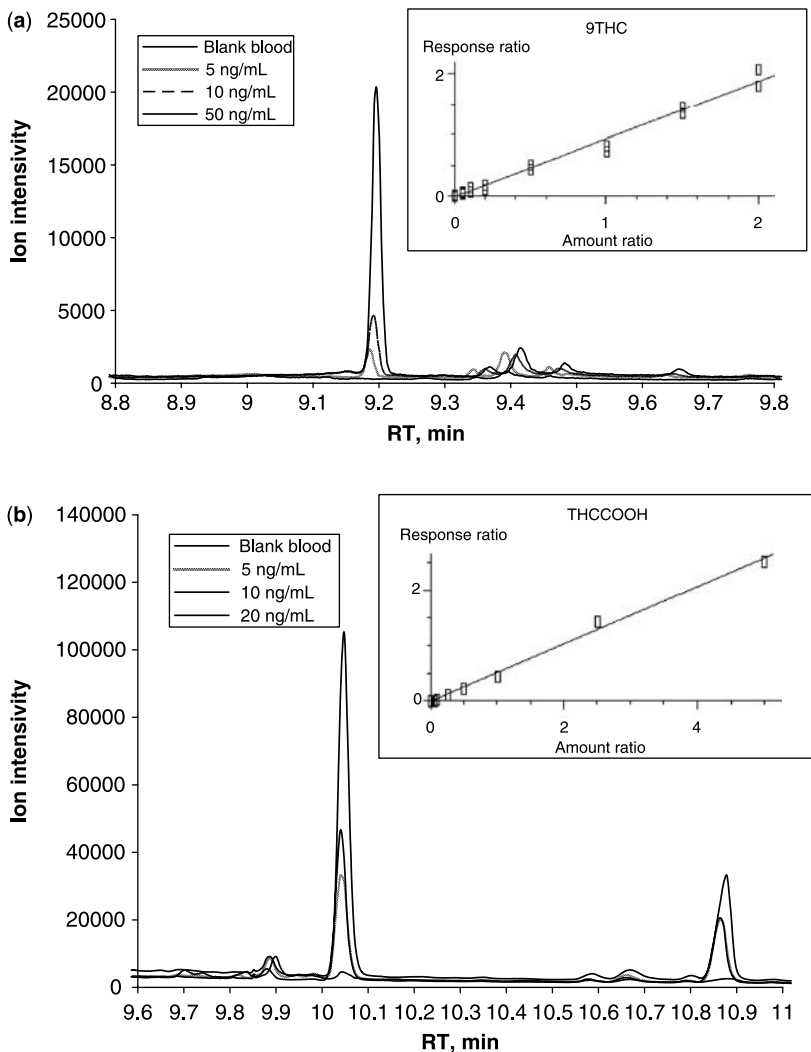 (a)
Blank blood
5 ng/mL
10 ng/mL
50 ng/mL
9THC
Response ratio
2
0
0 1 2
Amount ratio
Ion intensivity
25000
20000
15000
10000
5000
0
8.8 8.9 9 9.1 9.2 9.3 9.4 9.5 9.6 9.7 9.8
RT, min
(b)
Blank blood
5 ng/mL
10 ng/mL
20 ng/mL
THCCOOH
Response ratio
2
0
0 2 4
Amount ratio
Ion intensivity
140000
120000
100000
80000
60000
40000
20000
0
9.6 9.7 9.8 9.9 10 10.1 10.2 10.3 10.4 10.5 10.6 10.7 10.8 10.9 11
RT, min